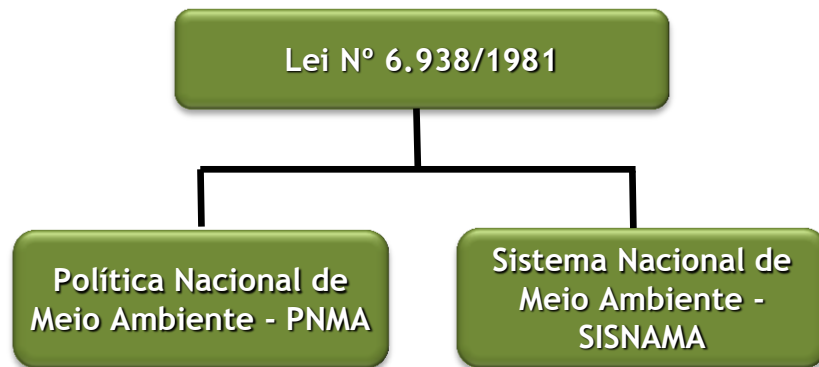 Lei Nº 6.938/1981
Política Nacional de
Meio Ambiente - PNMA
Sistema Nacional de
Meio Ambiente -
SISNAMA